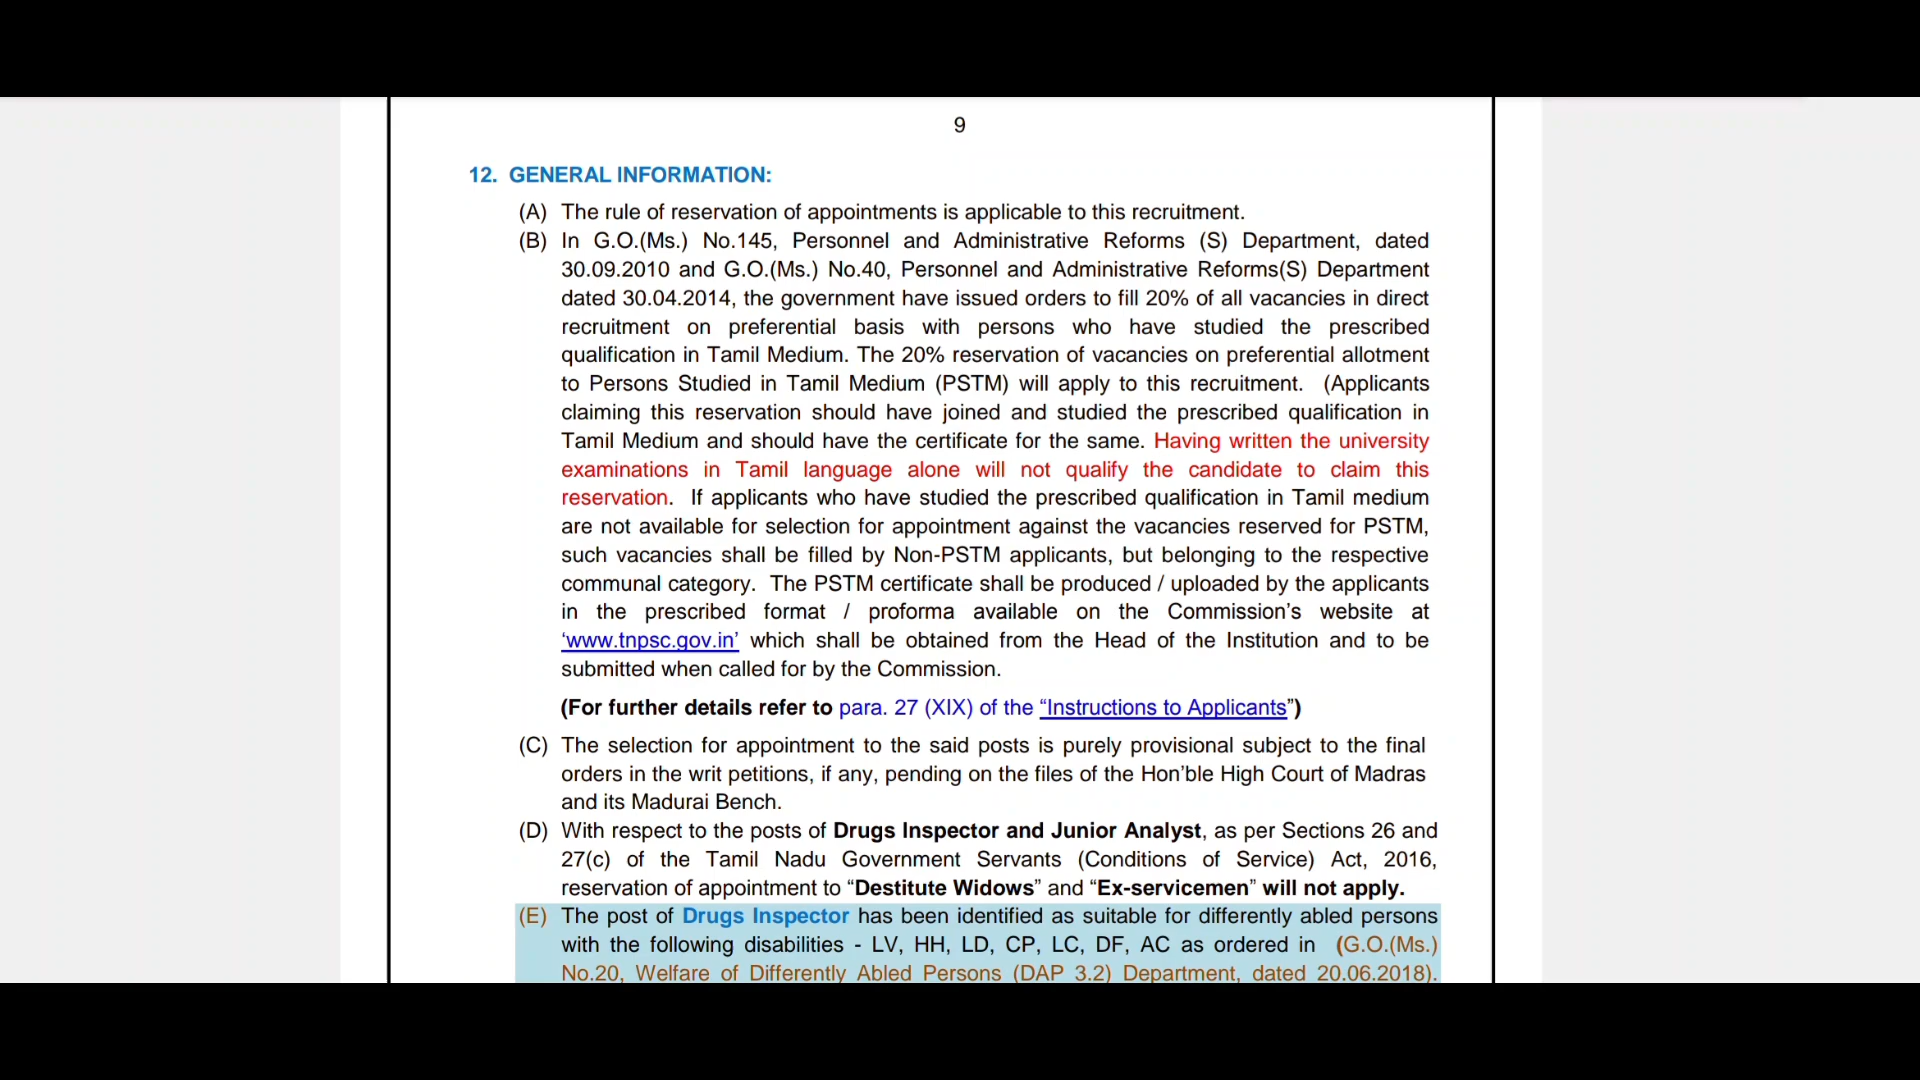 9
12. GENERAL INFORMATION:
(A) The rule of reservation of appointments is applicable to this recruitment.
(B) In G.O.(Ms.) No.145, Personnel and Administrative Reforms (S) Department, dated
30.09.2010 and G.O.(Ms.) No.40, Personnel and Administrative Reforms(S) Department
dated 30.04.2014, the government have issued orders to fill 20% of all vacancies in direct
recruitment on preferential basis with persons who have studied the prescribed
qualification in Tamil Medium. The 20% reservation of vacancies on preferential allotment
to Persons Studied in Tamil Medium (PSTM) will apply to this recruitment. (Applicants
claiming this reservation should have joined and studied the prescribed qualification in
Tamil Medium and should have the certificate for the same. Having written the university
examinations in Tamil language alone will not qualify the candidate to claim this
reservation. If applicants who have studied the prescribed qualification in Tamil medium
are not available for selection for appointment against the vacancies reserved for PSTM,
such vacancies shall be filled by Non-PSTM applicants, but belonging to the respective
communal category. The PSTM certificate shall be produced / uploaded by the applicants
in the prescribed format / proforma available on the Commission’s website at
‘www.tnpsc.gov.in’ which shall be obtained from the Head of the Institution and to be
submitted when called for by the Commission.
(For further details refer to para. 27 (XIX) of the “Instructions to Applicants”)
(C) The selection for appointment to the said posts is purely provisional subject to the final
orders in the writ petitions, if any, pending on the files of the Hon’ble High Court of Madras
and its Madurai Bench.
(D) With respect to the posts of Drugs Inspector and Junior Analyst, as per Sections 26 and
27(c) of the Tamil Nadu Government Servants (Conditions of Service) Act, 2016,
reservation of appointment to “Destitute Widows” and “Ex-servicemen” will not apply.
(E) The post of Drugs Inspector has been identified as suitable for differently abled persons
with the following disabilities - LV, HH, LD, CP, LC, DF, AC as ordered in (G.O.(Ms.)
No.20, Welfare of Differently Abled Persons (DAP 3.2) Department, dated 20.06.2018).